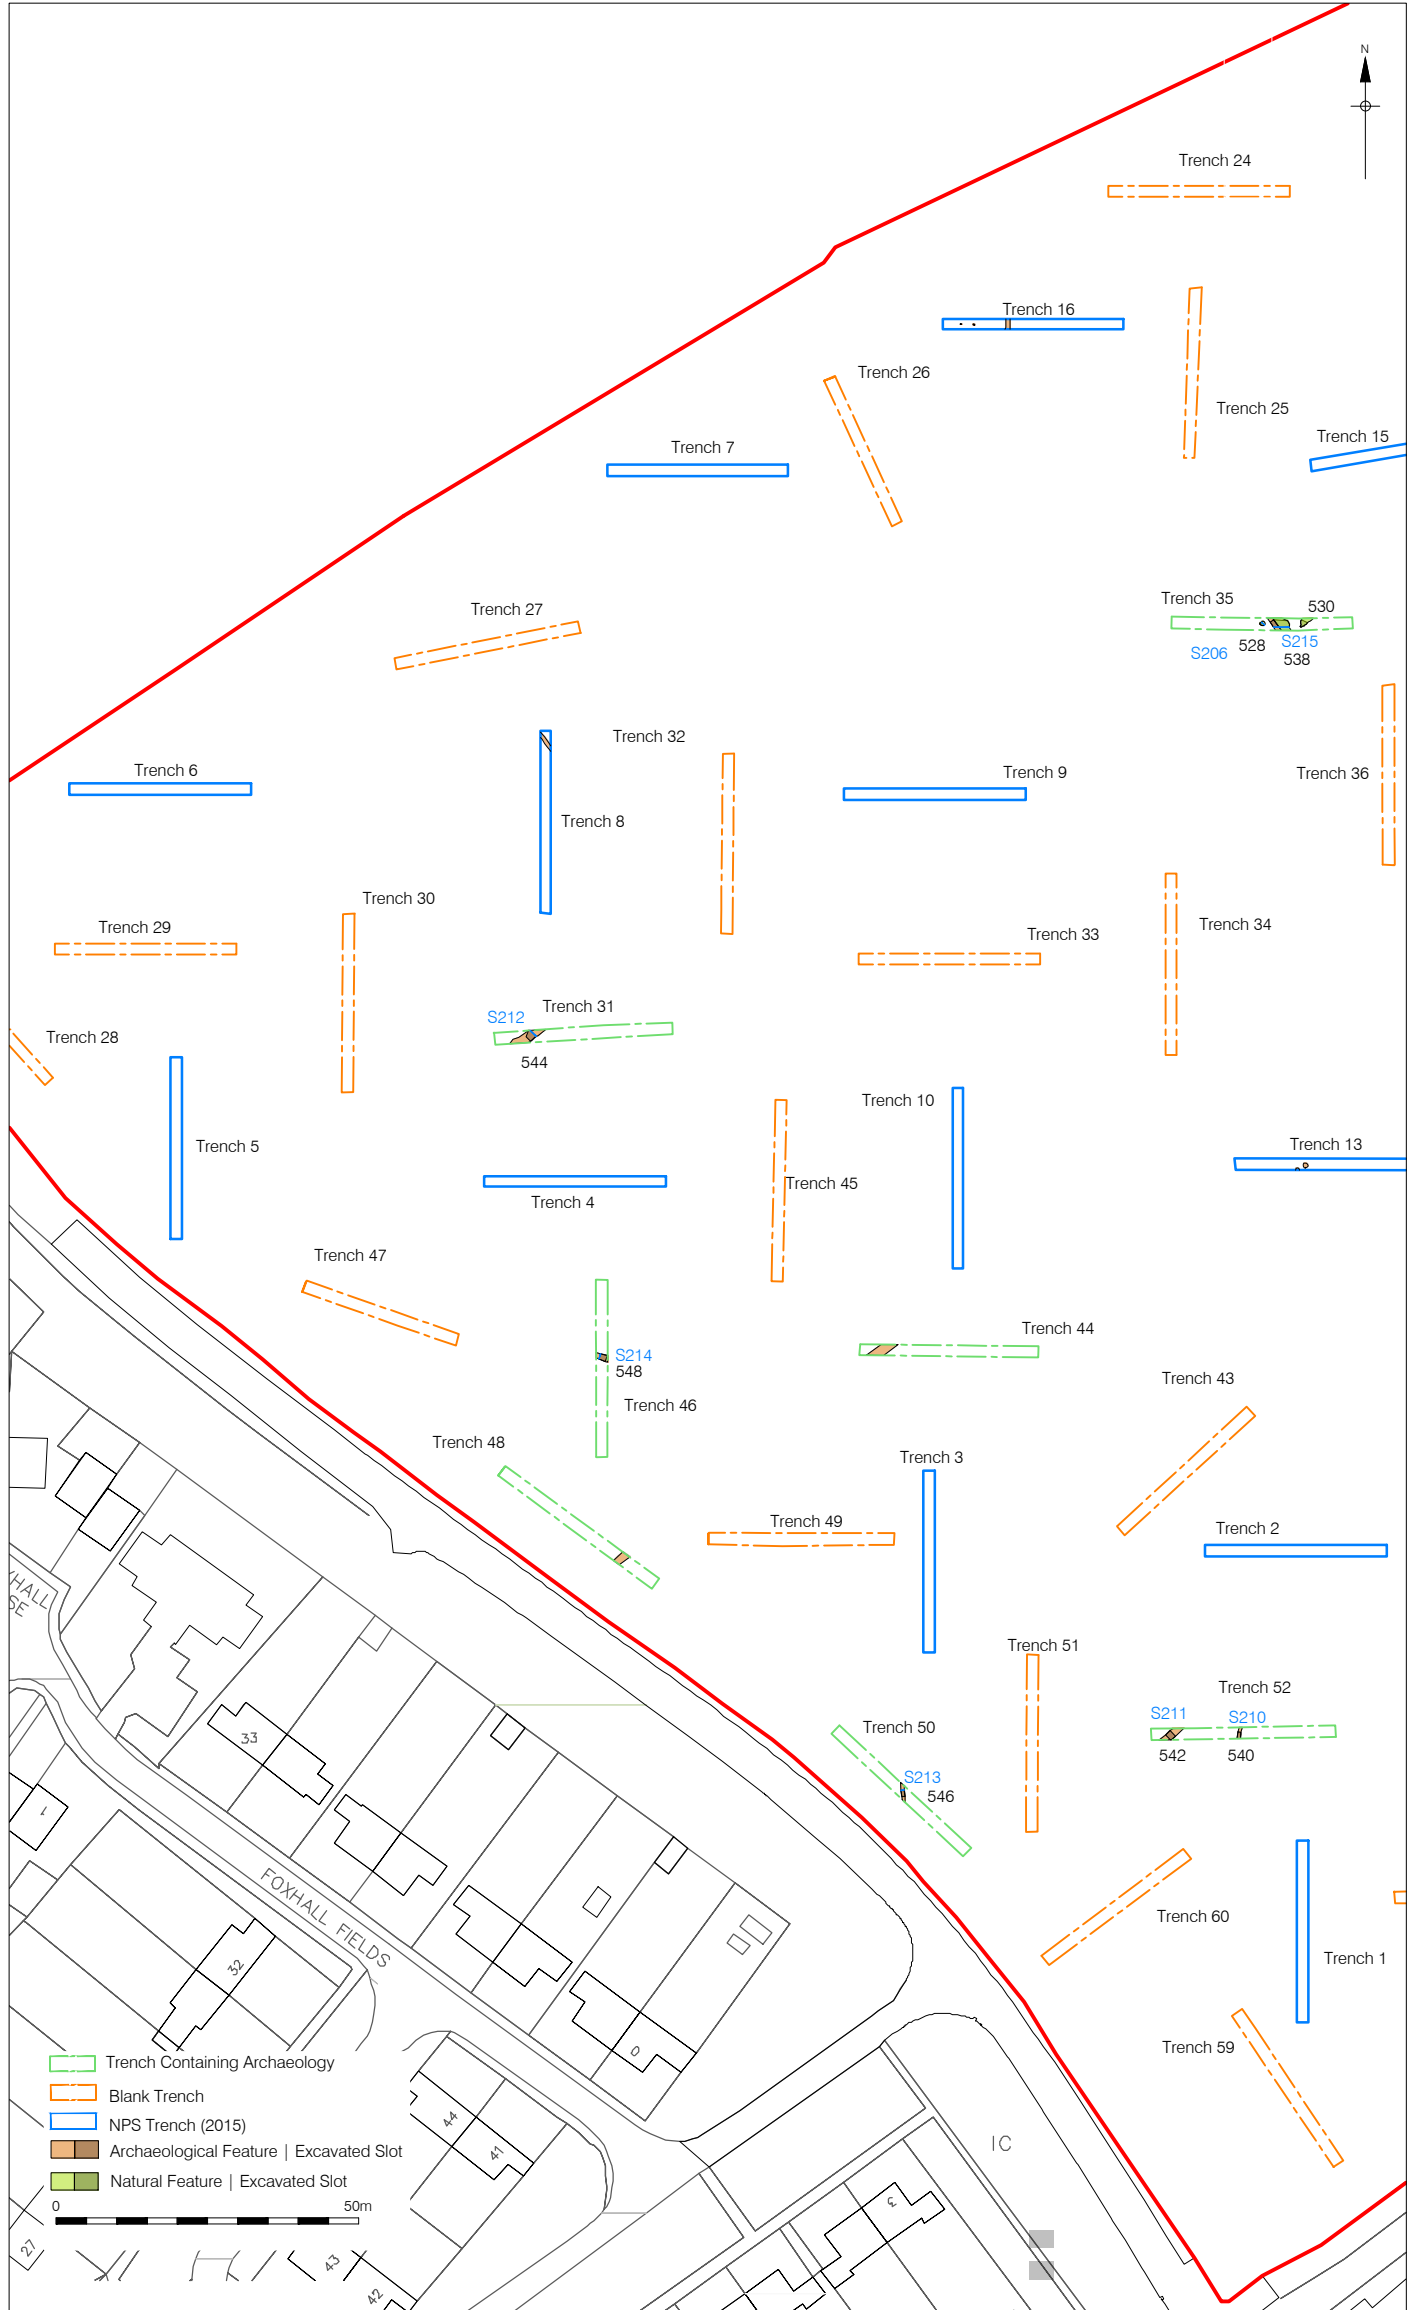 N
Trench 24
Trench 16
Trench 26
Trench 25
Trench 7
Trench 15
Trench 27
Trench 35
530
S206
528
S215
538
Trench 32
Trench 6
Trench 9
Trench 36
Trench 8
Trench 30
Trench 29
Trench 33
Trench 34
S212
Trench 31
544
Trench 28
Trench 10
Trench 5
Trench 13
Trench 4
Trench 45
Trench 47
S214
548
Trench 44
Trench 46
Trench 43
Trench 48
Trench 3
Trench 49
Trench 2
XHALL
SE
Trench 51
Trench 52
S211
S210
542
540
Trench 50
S213
546
33
1
FOXHALL FIELDS
Trench 60
Trench 1
32
0
Trench 59
Trench Containing Archaeology
Blank Trench
NPS Trench (2015)
Archaeological Feature | Excavated Slot
Natural Feature | Excavated Slot
0
50m
44
41
IC
3
27
43
42